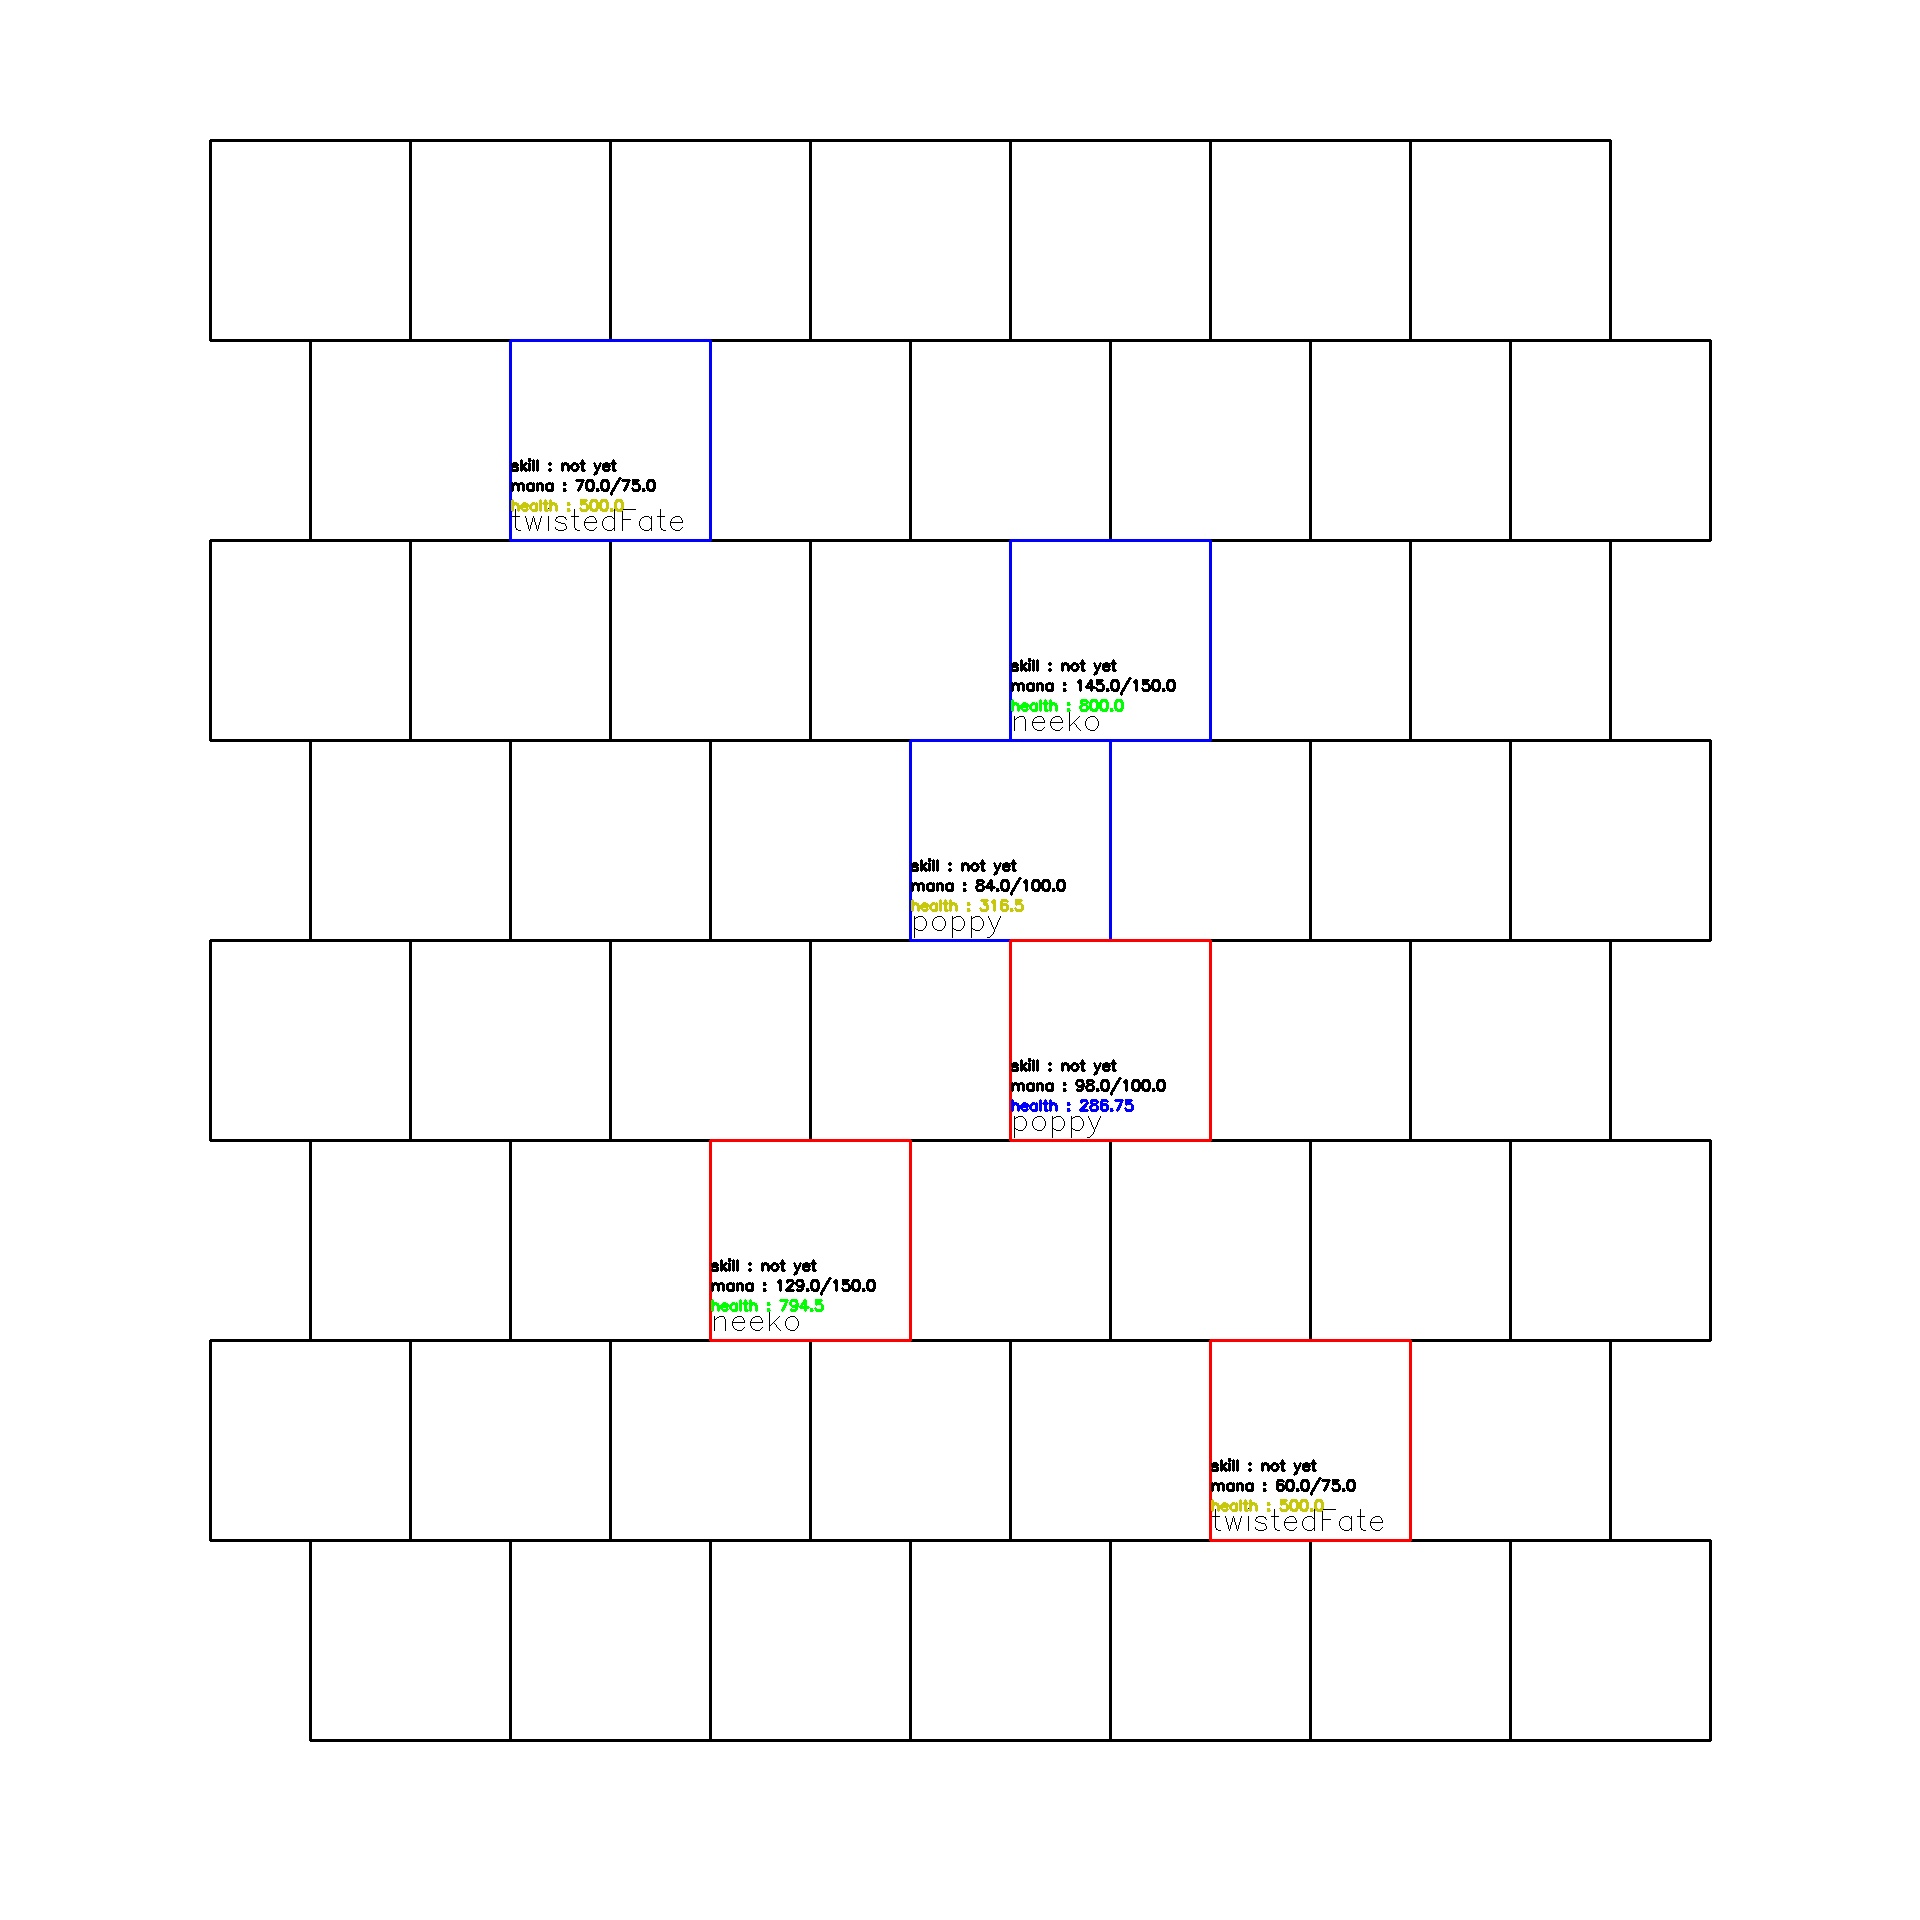 skill : not yet
mana : 70.0/75.0
health : 500.0
twistedFate
skill : not yet
mana : 145.0/150.0
health : 800.0
neeko
skill : not yet
mana : 84.0/100.0
health : 316.5
poppy
skill : not yet
mana : 98.0/100.0
health : 286.75
poppy
skill : not yet
mana : 129.0/150.0
health : 794.5
neeko
skill : not yet
mana : 60.0/75.0
health : 500.0
twistedFate